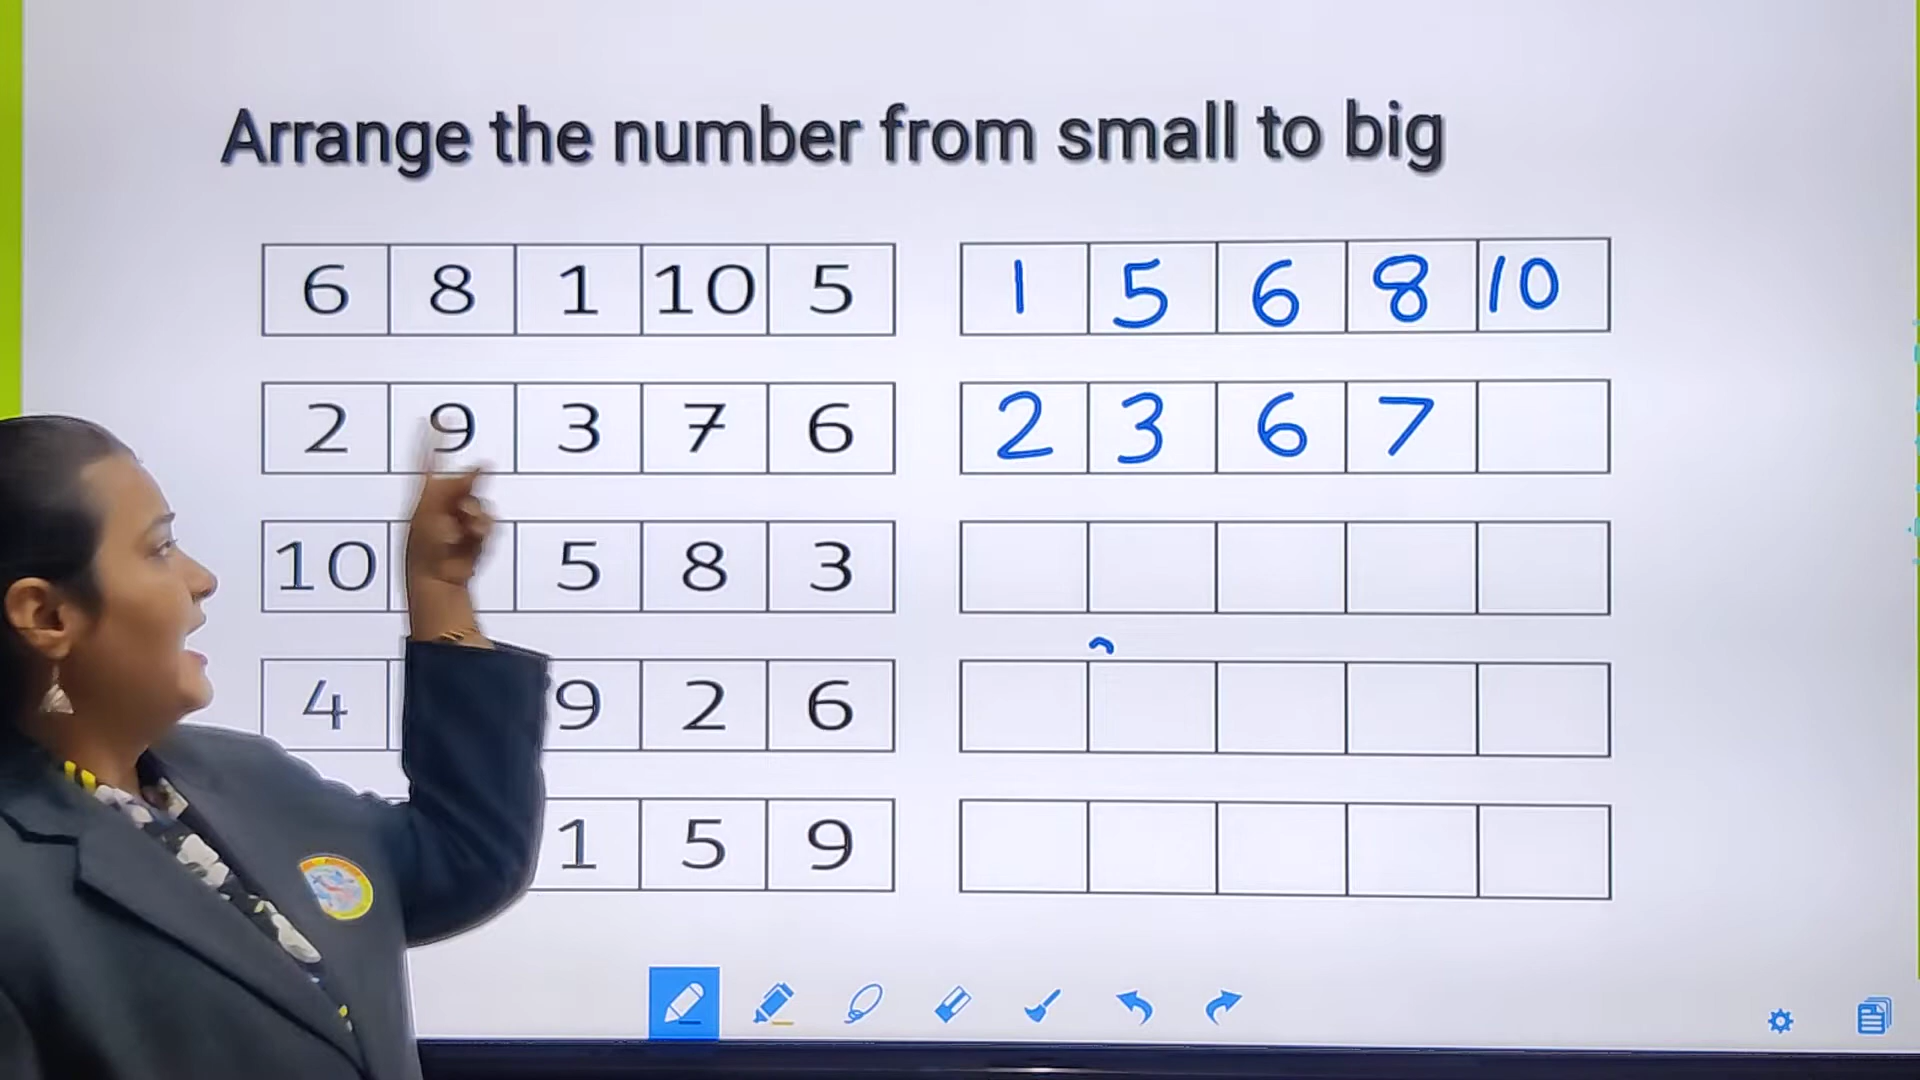 Arrange the number from small to big
6 8 1 10 5 1 5 6 8 10
2 9 3 7 6 2 3 6 7
10 5 8 3
4 9 2 6
1 5 9